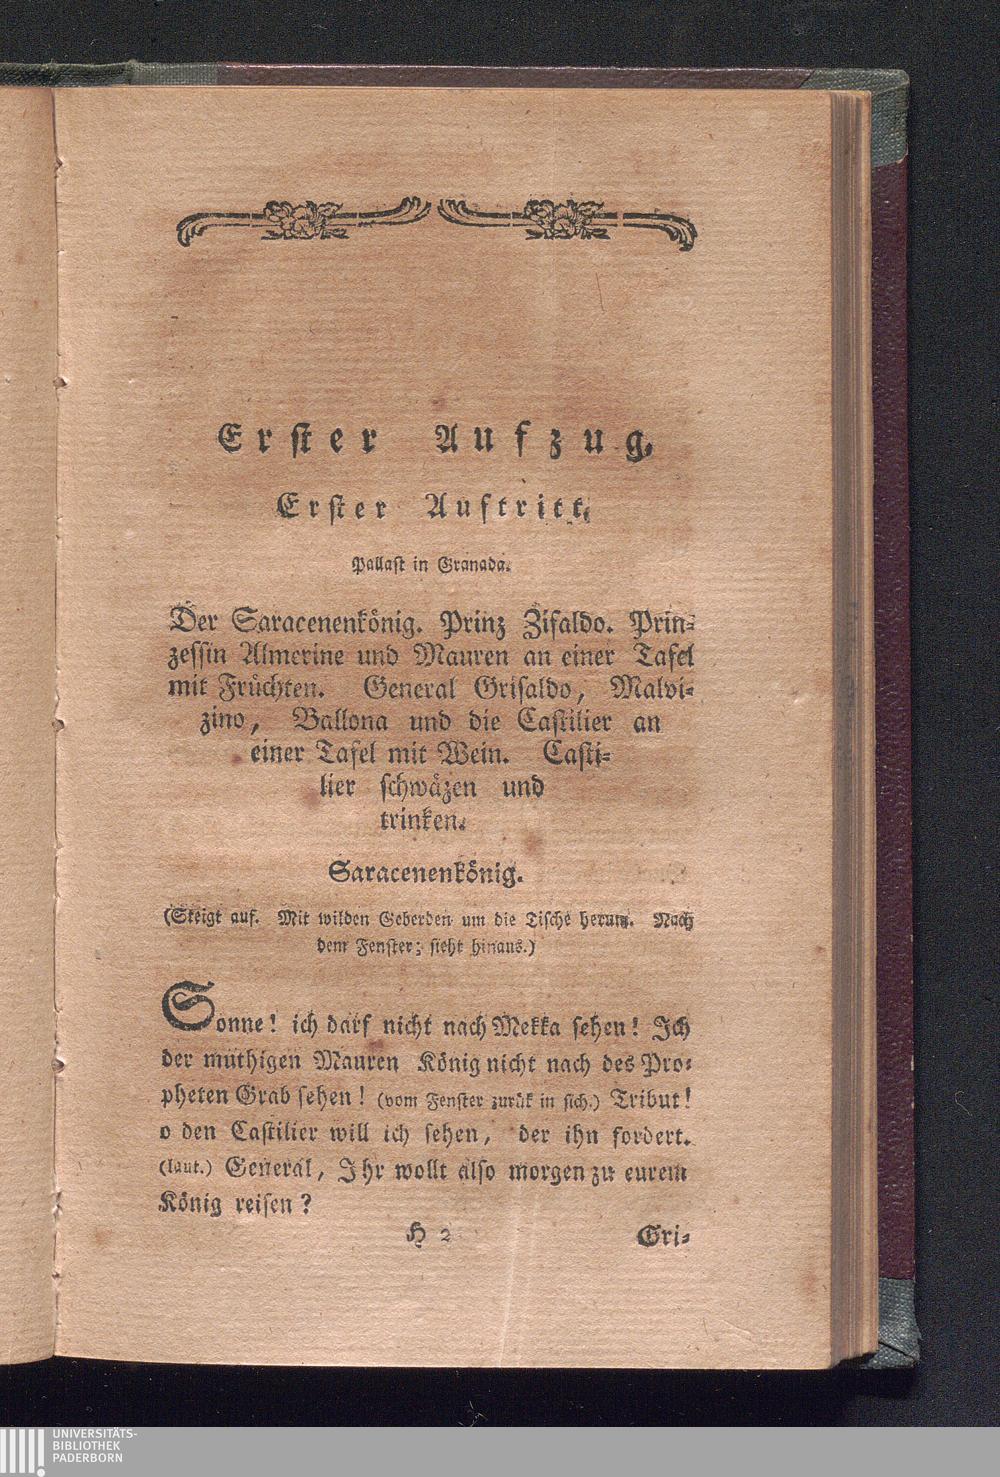 Erster Aufzug.
Erster Auftritt.
Pallast in Granada.
Der Saracenenkönig. Prinz Zifaldo. Prin-
zessin Almerine und Mauren an einer Tafel
mit Früchten. General Grisaldo, Malvi-
zino, Ballona und die Castilier an
einer Tafel mit Wein. Casti-
lier schwäzen und
trinken.
Saracenenkönig.
(Steigt auf. Mit wilden Geberden um die Tische herum. Nach
dem Fenster; sieht hinaus.)
Sonne! ich darf nicht nach Mekka sehen! Ich
der muthigen Mauren König nicht nach des Pro-
pheten Grab sehen! (vom Fenster zurük in sich.) Tribut!
o den Castilier will ich sehen, der ihn fordert.
(laut.) General, Ihr wollt also morgen zu eurem
König reisen?
H 2 Gri-
UNIVERSITÄTS-
BIBLIOTHEK
PADERBORN